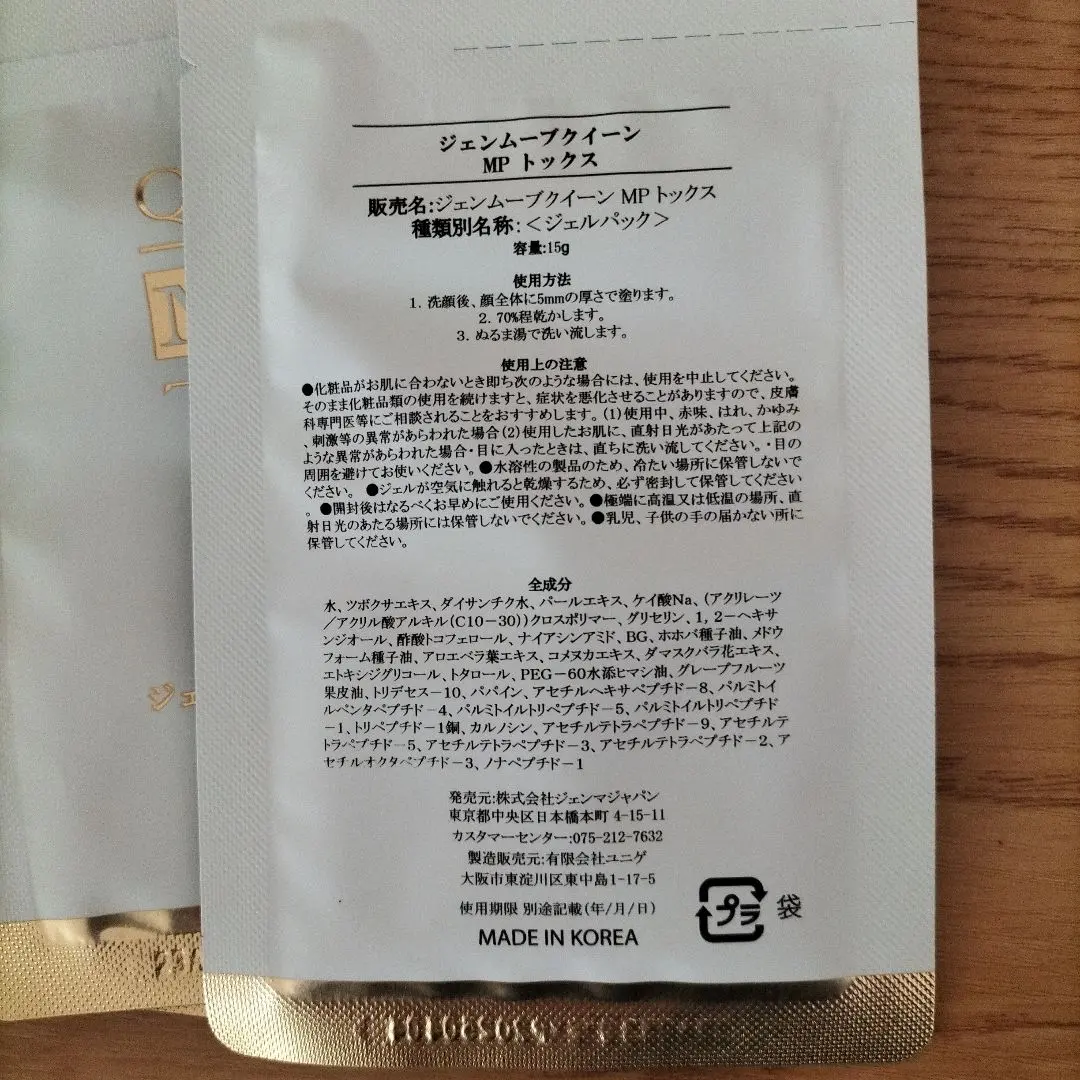 ジェンムーブクイーン
MP トックス
販売名:ジェンムーブクイーン MP トックス
種類別名称:＜ジェルパック＞
容量:15g
使用方法
1. 洗顔後、顔全体に5mmの厚さで塗ります。
2. 70%程乾かします。
3. ぬるま湯で洗い流します。
使用上の注意
●化粧品がお肌に合わないとき即ち次のような場合には、使用を中止してください。
そのまま化粧品類の使用を続けますと、症状を悪化させることがありますので、皮膚
科専門医等にご相談されることをおすすめします。(1)使用中、赤味、はれ、かゆみ
、刺激等の異常があらわれた場合(2)使用したお肌に、直射日光があたって上記の
ような異常があらわれた場合・目に入ったときは、直ちに洗い流してください。・目の
周囲を避けてお使いください。●水溶性の製品のため、冷たい場所に保管しないで
ください。 ●ジェルが空気に触れると乾燥するため、必ず密封して保管してください
。●開封後はなるべくお早めにご使用ください。●極端に高温又は低温の場所、直
射日光のあたる場所には保管しないでください。●乳児、子供の手の届かない所に
保管してください。
全成分
水、ツボクサエキス、ダイサンチク水、パールエキス、ケイ酸Na、(アクリレーツ
／アクリル酸アルキル(C10－30))クロスポリマー、グリセリン、1, 2－ヘキサ
ンジオール、酢酸トコフェロール、ナイアシンアミド、BG、ホホバ種子油、メドウ
フォーム種子油、アロエベラ葉エキス、コメヌカエキス、ダマスクバラ花エキス、
エトキシジグリコール、トタロール、PEG－60水添ヒマシ油、グレープフルーツ
果皮油、トリデセス－10、パパイン、アセチルヘキサペプチド－8、パルミトイ
ルペンタペプチド－4、パルミトイルトリペプチド－5、パルミトイルトリペプチド
－1、トリペプチド－1銅、カルノシン、アセチルテトラペプチド－9、アセチルテ
トラペプチド－5、アセチルテトラペプチド－3、アセチルテトラペプチド－2、ア
セチルオクタペプチド－3、ノナペプチド－1
発売元:株式会社ジェンマジャパン
東京都中央区日本橋本町 4-15-11
カスタマーセンター:075-212-7632
製造販売元:有限会社ユニゲ
大阪市東淀川区東中島1-17-5
使用期限 別途記載(年/月/日)
MADE IN KOREA
プラ
袋
Q
M
ジェ